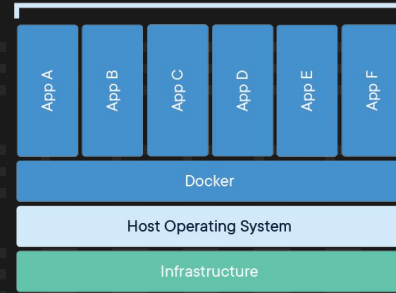 App A
App B
App C
App D
App E
App F
Docker
Host Operating System
Infrastructure